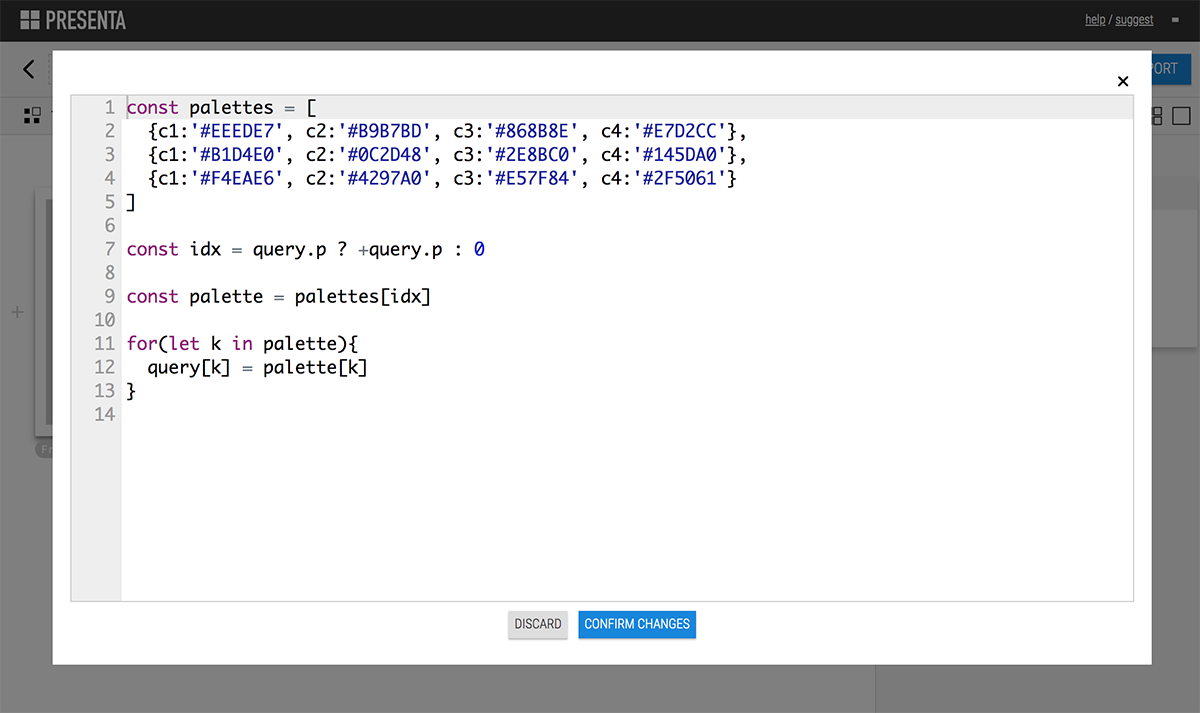 PRESENTA
help / suggest
PORT
1 const palettes = [
2   {c1:'#EEEDE7', c2:'#B9B7BD', c3:'#868B8E', c4:'#E7D2CC'},
3   {c1:'#B1D4E0', c2:'#0C2D48', c3:'#2E8BC0', c4:'#145DA0'},
4   {c1:'#F4EAE6', c2:'#4297A0', c3:'#E57F84', c4:'#2F5061'}
5 ]
6
7 const idx = query.p ? +query.p : 0
8
9 const palette = palettes[idx]
10
11 for(let k in palette){
12   query[k] = palette[k]
13 }
14
Fr
DISCARD
CONFIRM CHANGES